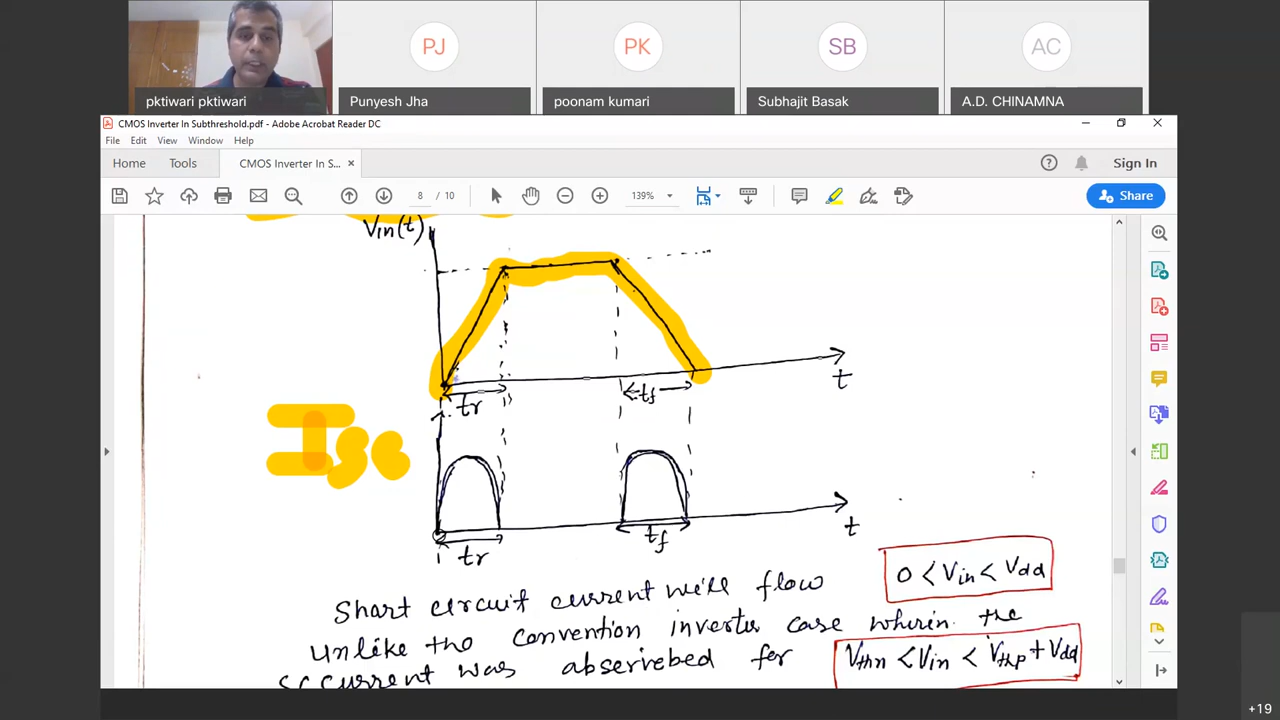 PJ
PK
SB
AC
pktiwari pktiwari
Punyesh Jha
poonam kumari
Subhajit Basak
A.D. CHINAMNA
CMOS Inverter In Subthreshold.pdf - Adobe Acrobat Reader DC
File Edit View Window Help
Home Tools CMOS Inverter In S... × Sign In
8 / 10 139% Share
Vin(t)
t
tr
tf
Isc
t
tr
tf
Short circuit current will flow 0 < Vin < Vdd
unlike the convention inverter case wherin the
SC current was absriebed for Vthn < Vin < Vthp + Vdd
+19